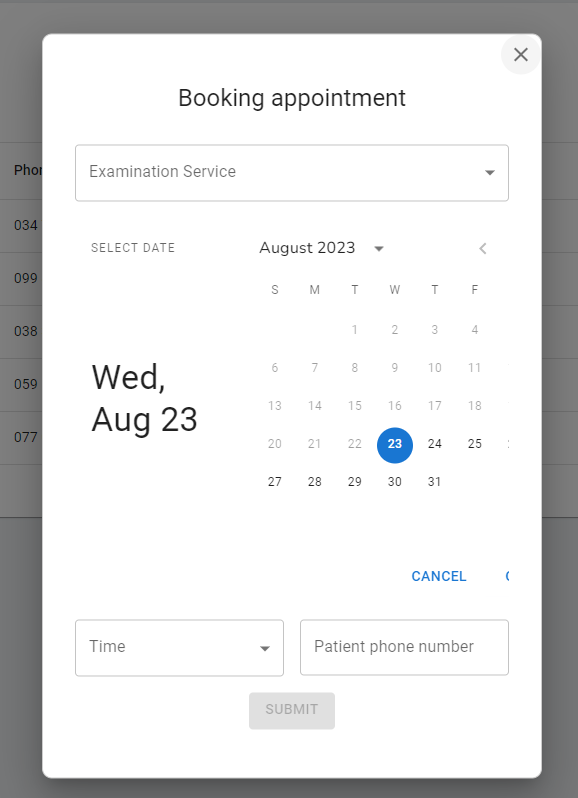 Booking appointment
Phon
Examination Service
034
SELECT DATE August 2023
099
S M T W T F
1 2 3 4
038
Wed,
6 7 8 9 10 11
059
Aug 23
13 14 15 16 17 18
077
20 21 22 23 24 25
27 28 29 30 31
CANCEL
Time
Patient phone number
SUBMIT